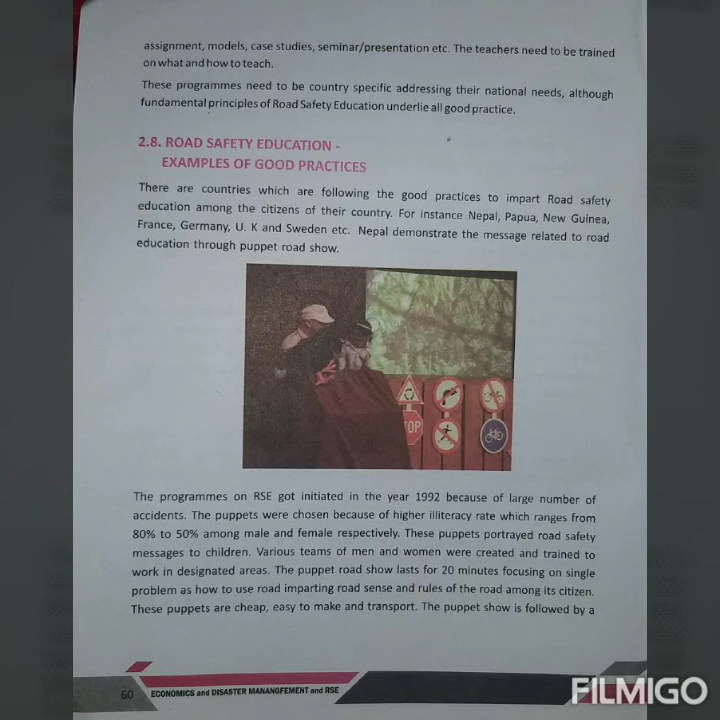 assignment, models, case studies, seminar/presentation etc. The teachers need to be trained
on what and how to teach.
These programmes need to be country specific addressing their national needs, although
fundamental principles of Road Safety Education underlie all good practice.
2.8. ROAD SAFETY EDUCATION -
EXAMPLES OF GOOD PRACTICES
There are countries which are following the good practices to impart Road safety
education among the citizens of their country. For instance Nepal, Papua, New Guinea,
France, Germany, U. K and Sweden etc. Nepal demonstrate the message related to road
education through puppet road show.
TOP
The programmes on RSE got initiated in the year 1992 because of large number of
accidents. The puppets were chosen because of higher illiteracy rate which ranges from
80% to 50% among male and female respectively. These puppets portrayed road safety
messages to children. Various teams of men and women were created and trained to
work in designated areas. The puppet road show lasts for 20 minutes focusing on single
problem as how to use road imparting road sense and rules of the road among its citizen.
These puppets are cheap, easy to make and transport. The puppet show is followed by a
60 ECONOMICS and DISASTER MANANGFEMENT and RSE
FILMIGO